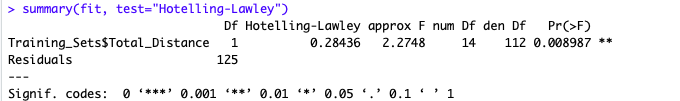 > summary(fit, test="Hotelling-Lawley")
Df Hotelling-Lawley approx F num Df den Df Pr(>F)
Training_Sets$Total_Distance 1 0.28436 2.2748 14 112 0.008987 **
Residuals 125
---
Signif. codes: 0 ‘***’ 0.001 ‘**’ 0.01 ‘*’ 0.05 ‘.’ 0.1 ‘ ’ 1